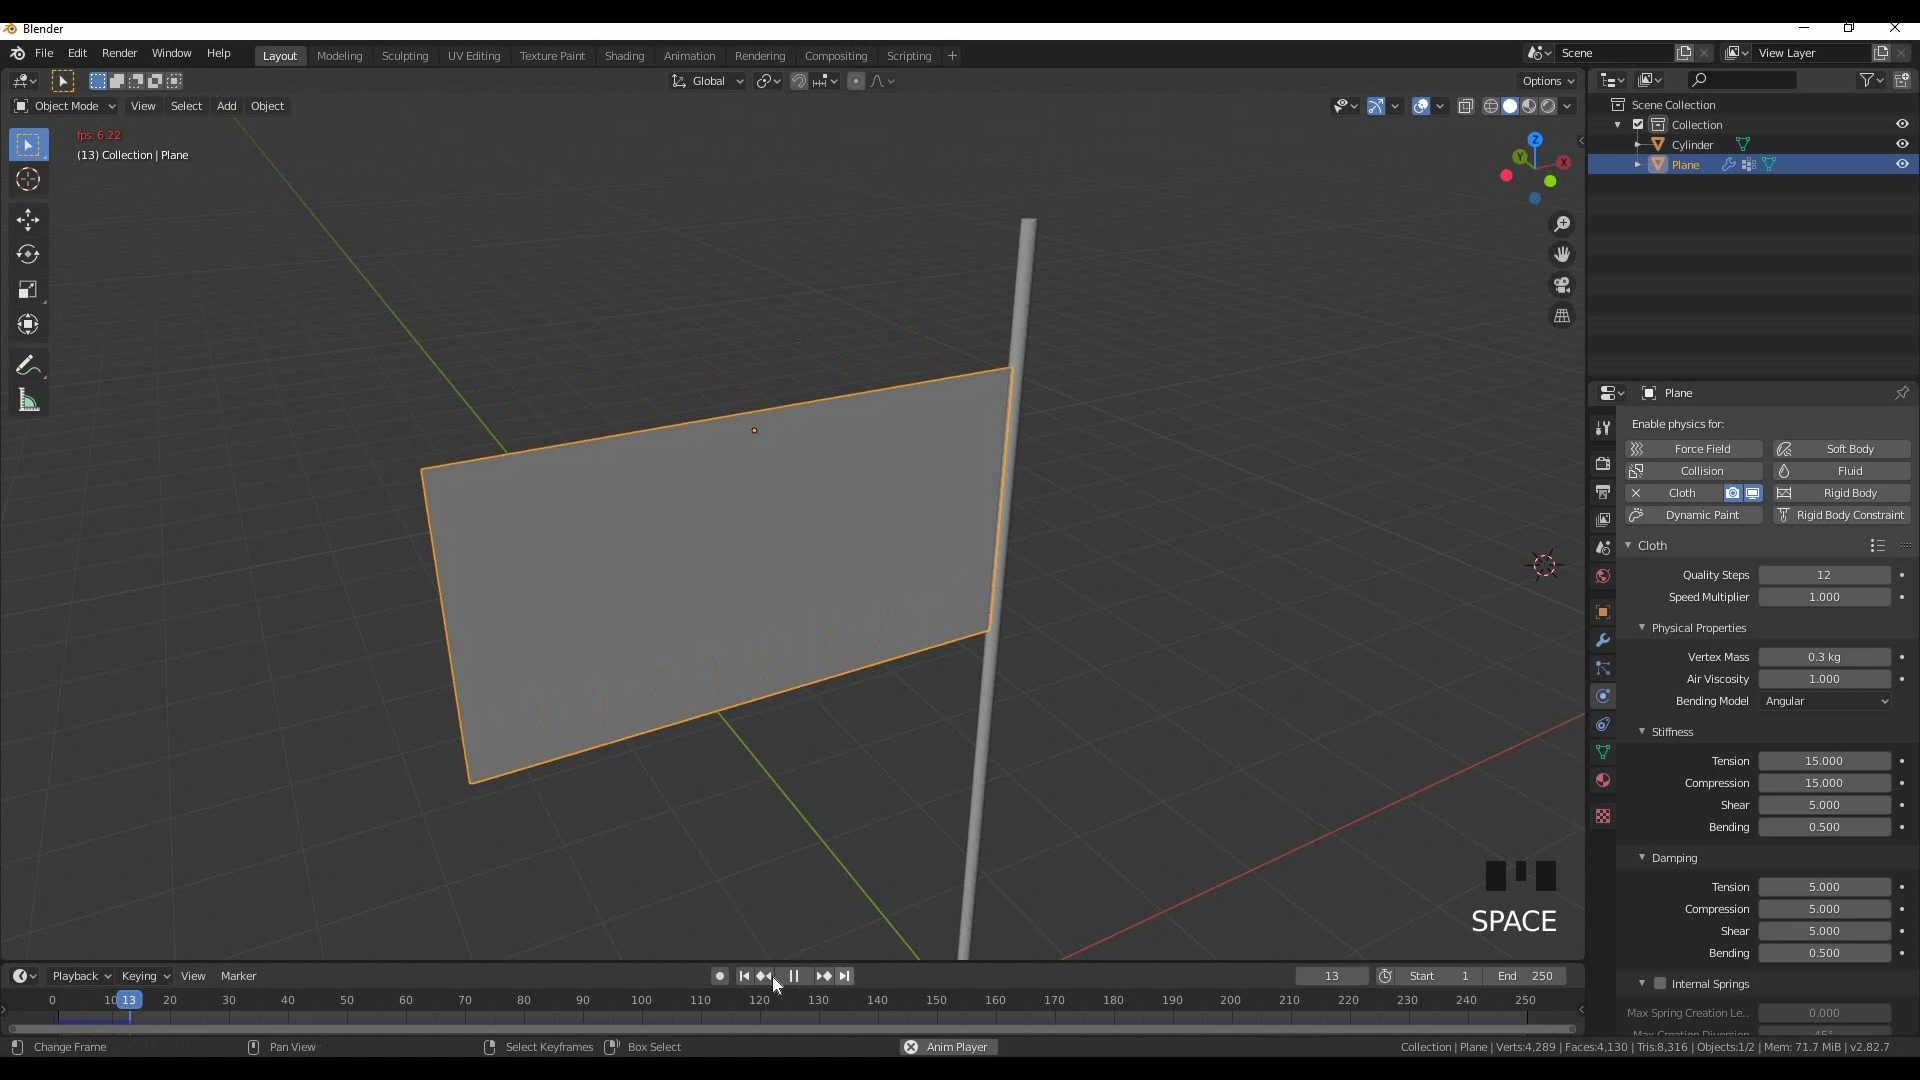 Blender
File Edit Render Window Help
Layout Modeling Sculpting UV Editing Texture Paint Shading Animation Rendering Compositing Scripting +
Scene
View Layer
Global
Options
Object Mode View Select Add Object
fps: 6.22
(13) Collection | Plane
Z
Y
X
Scene Collection
Collection
Cylinder
Plane
Plane
Enable physics for:
Force Field
Soft Body
Collision
Fluid
Cloth
Rigid Body
Dynamic Paint
Rigid Body Constraint
Cloth
Quality Steps 12
Speed Multiplier 1.000
Physical Properties
Vertex Mass 0.3 kg
Air Viscosity 1.000
Bending Model Angular
Stiffness
Tension 15.000
Compression 15.000
Shear 5.000
Bending 0.500
Damping
Tension 5.000
Compression 5.000
Shear 5.000
Bending 0.500
Internal Springs
Max Spring Creation Le.. 0.000
SPACE
Playback Keying View Marker
13
Start 1
End 250
0 10 13 20 30 40 50 60 70 80 90 100 110 120 130 140 150 160 170 180 190 200 210 220 230 240 250
Change Frame
Pan View
Select Keyframes
Box Select
Anim Player
Collection | Plane | Verts:4,289 | Faces:4,130 | Tris:8,316 | Objects:1/2 | Mem: 71.7 MiB | v2.82.7